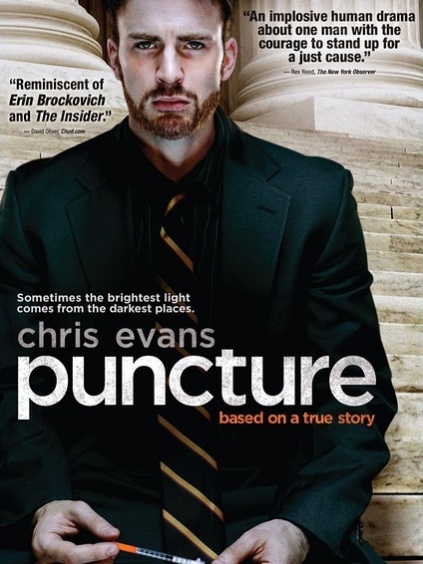 “An implosive human drama
about one man with the
courage to stand up for
a just cause.”
— Rex Reed, The New York Observer
“Reminiscent of
Erin Brockovich
and The Insider.”
— David Oliver, Chud.com
Sometimes the brightest light
comes from the darkest places.
chris evans
puncture
based on a true story